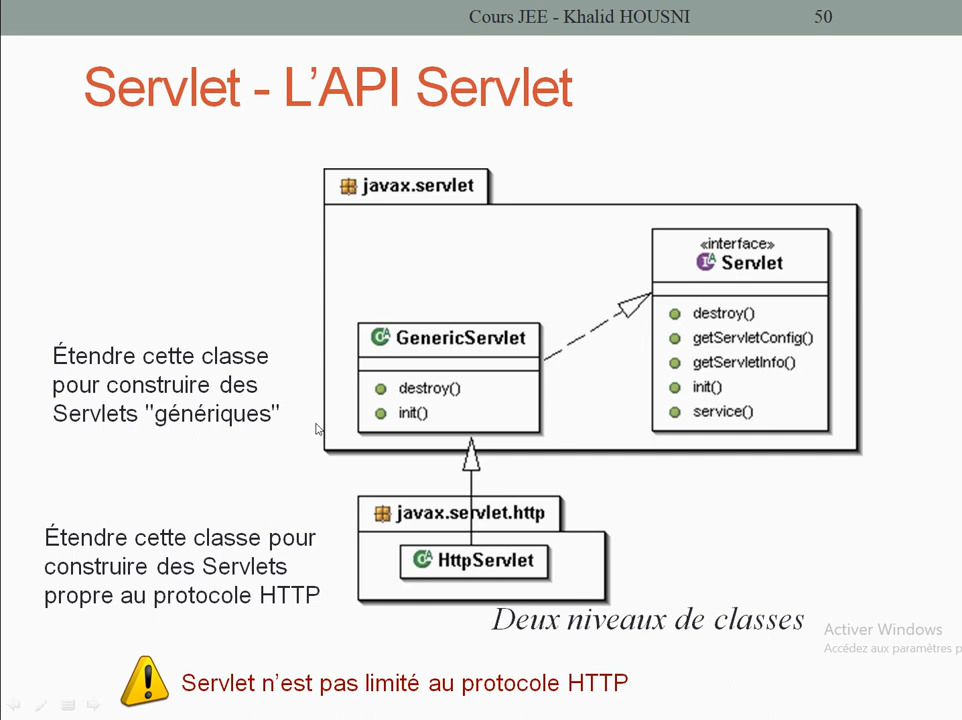 Cours JEE - Khalid HOUSNI 50
Servlet - L’API Servlet
javax.servlet
«interface»
Servlet
destroy()
getServletConfig()
getServletInfo()
init()
service()
GenericServlet
destroy()
init()
Étendre cette classe
pour construire des
Servlets "génériques"
javax.servlet.http
HttpServlet
Étendre cette classe pour
construire des Servlets
propre au protocole HTTP
Deux niveaux de classes
Activer Windows
Accédez aux paramètres p
Servlet n’est pas limité au protocole HTTP